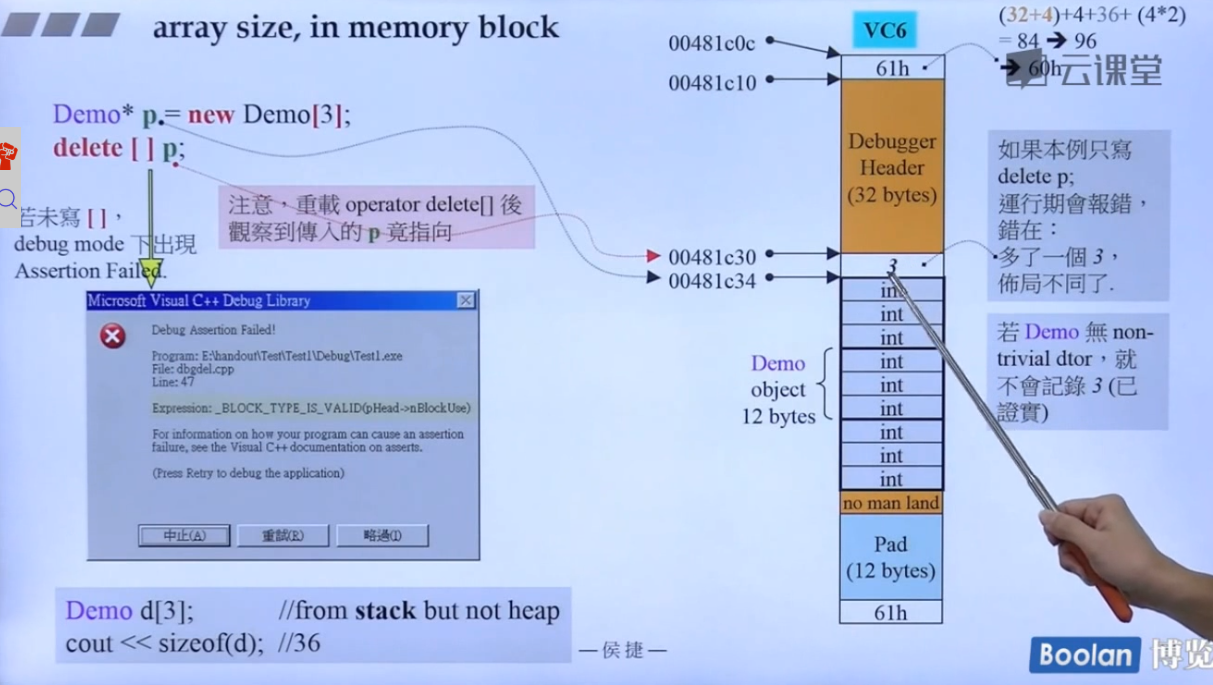 array size, in memory block
Demo* p = new Demo[3];
delete [ ] p;
若未寫 [ ]，
debug mode 下出現
Assertion Failed.
注意，重載 operator delete[] 後
觀察到傳入的 p 竟指向
Microsoft Visual C++ Debug Library
Debug Assertion Failed!
Program: E:\handout\Test\Test1\Debug\Test1.exe
File: dbgdel.cpp
Line: 47
Expression: _BLOCK_TYPE_IS_VALID(pHead->nBlockUse)
For information on how your program can cause an assertion
failure, see the Visual C++ documentation on asserts.
(Press Retry to debug the application)
中止(A)
重試(R)
略過(I)
Demo d[3]; //from stack but not heap
cout << sizeof(d); //36
00481c0c
00481c10
00481c30
00481c34
VC6
61h
Debugger
Header
(32 bytes)
3
int
int
int
int
int
int
int
int
int
no man land
Pad
(12 bytes)
61h
Demo
object
12 bytes
(32+4)+4+36+ (4*2)
= 84 ➔ 96
➔ 60h
云课堂
如果本例只寫
delete p;
運行期會報錯，
錯在：
多了一個 3，
佈局不同了.
若 Demo 無 non-
trivial dtor，就
不會記錄 3 (已
證實)
—侯捷—
Boolan 博览